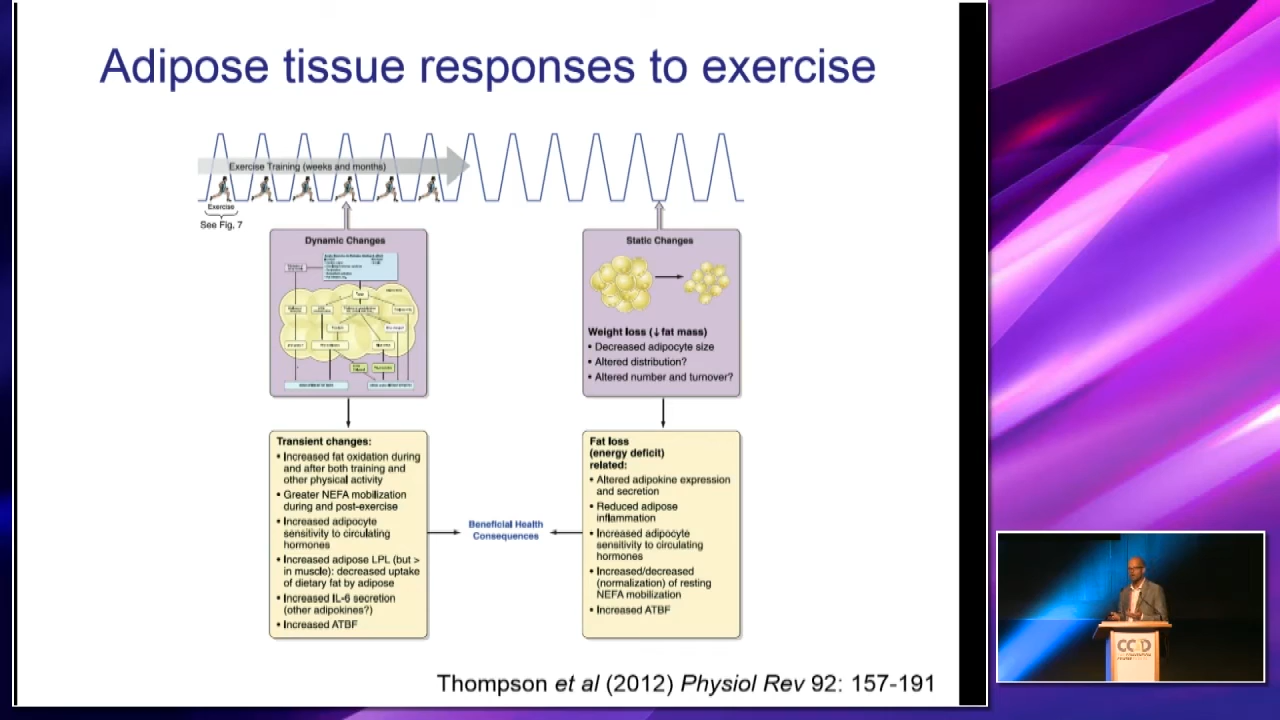 Adipose tissue responses to exercise
Exercise Training (weeks and months)
Exercise
See Fig. 7
Dynamic Changes
Static Changes
Weight loss (↓fat mass)
• Decreased adipocyte size
• Altered distribution?
• Altered number and turnover?
Transient changes:
• Increased fat oxidation during
and after both training and
other physical activity
• Greater NEFA mobilization
during and post-exercise
• Increased adipocyte
sensitivity to circulating
hormones
• Increased adipose LPL (but >
in muscle): decreased uptake
of dietary fat by adipose
• Increased IL-6 secretion
(other adipokines?)
• Increased ATBF
Beneficial Health
Consequences
Fat loss
(energy deficit)
related:
• Altered adipokine expression
and secretion
• Reduced adipose
inflammation
• Increased adipocyte
sensitivity to circulating
hormones
• Increased/decreased
(normalization) of resting
NEFA mobilization
• Increased ATBF
Thompson et al (2012) Physiol Rev 92: 157-191